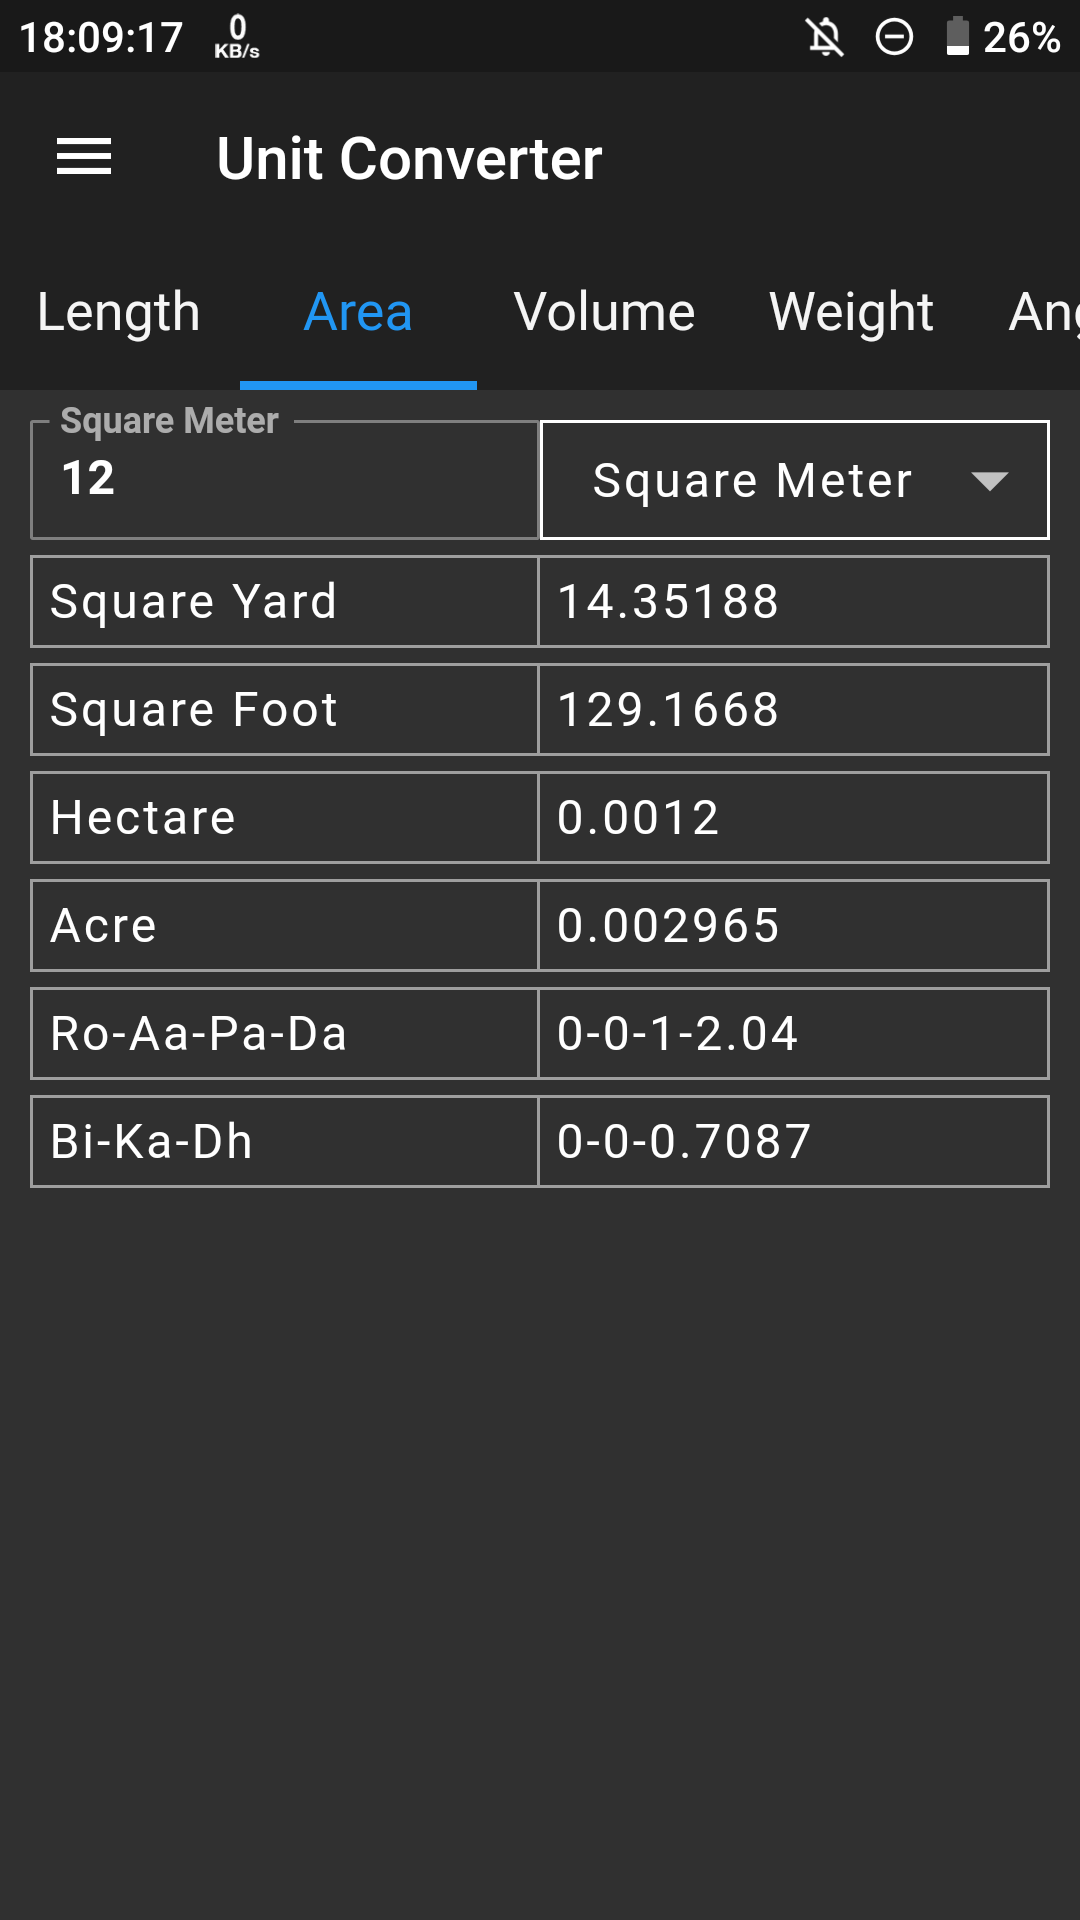 18:09:17 0 KB/s 26%
Unit Converter
Length Area Volume Weight Ang
Square Meter
12 Square Meter
Square Yard 14.35188
Square Foot 129.1668
Hectare 0.0012
Acre 0.002965
Ro-Aa-Pa-Da 0-0-1-2.04
Bi-Ka-Dh 0-0-0.7087